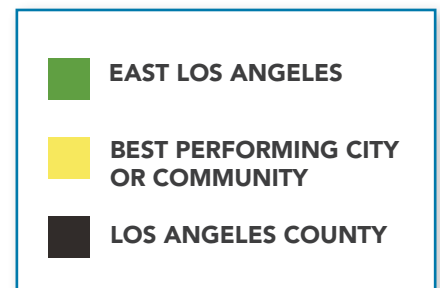 EAST LOS ANGELES
BEST PERFORMING CITY
OR COMMUNITY
LOS ANGELES COUNTY